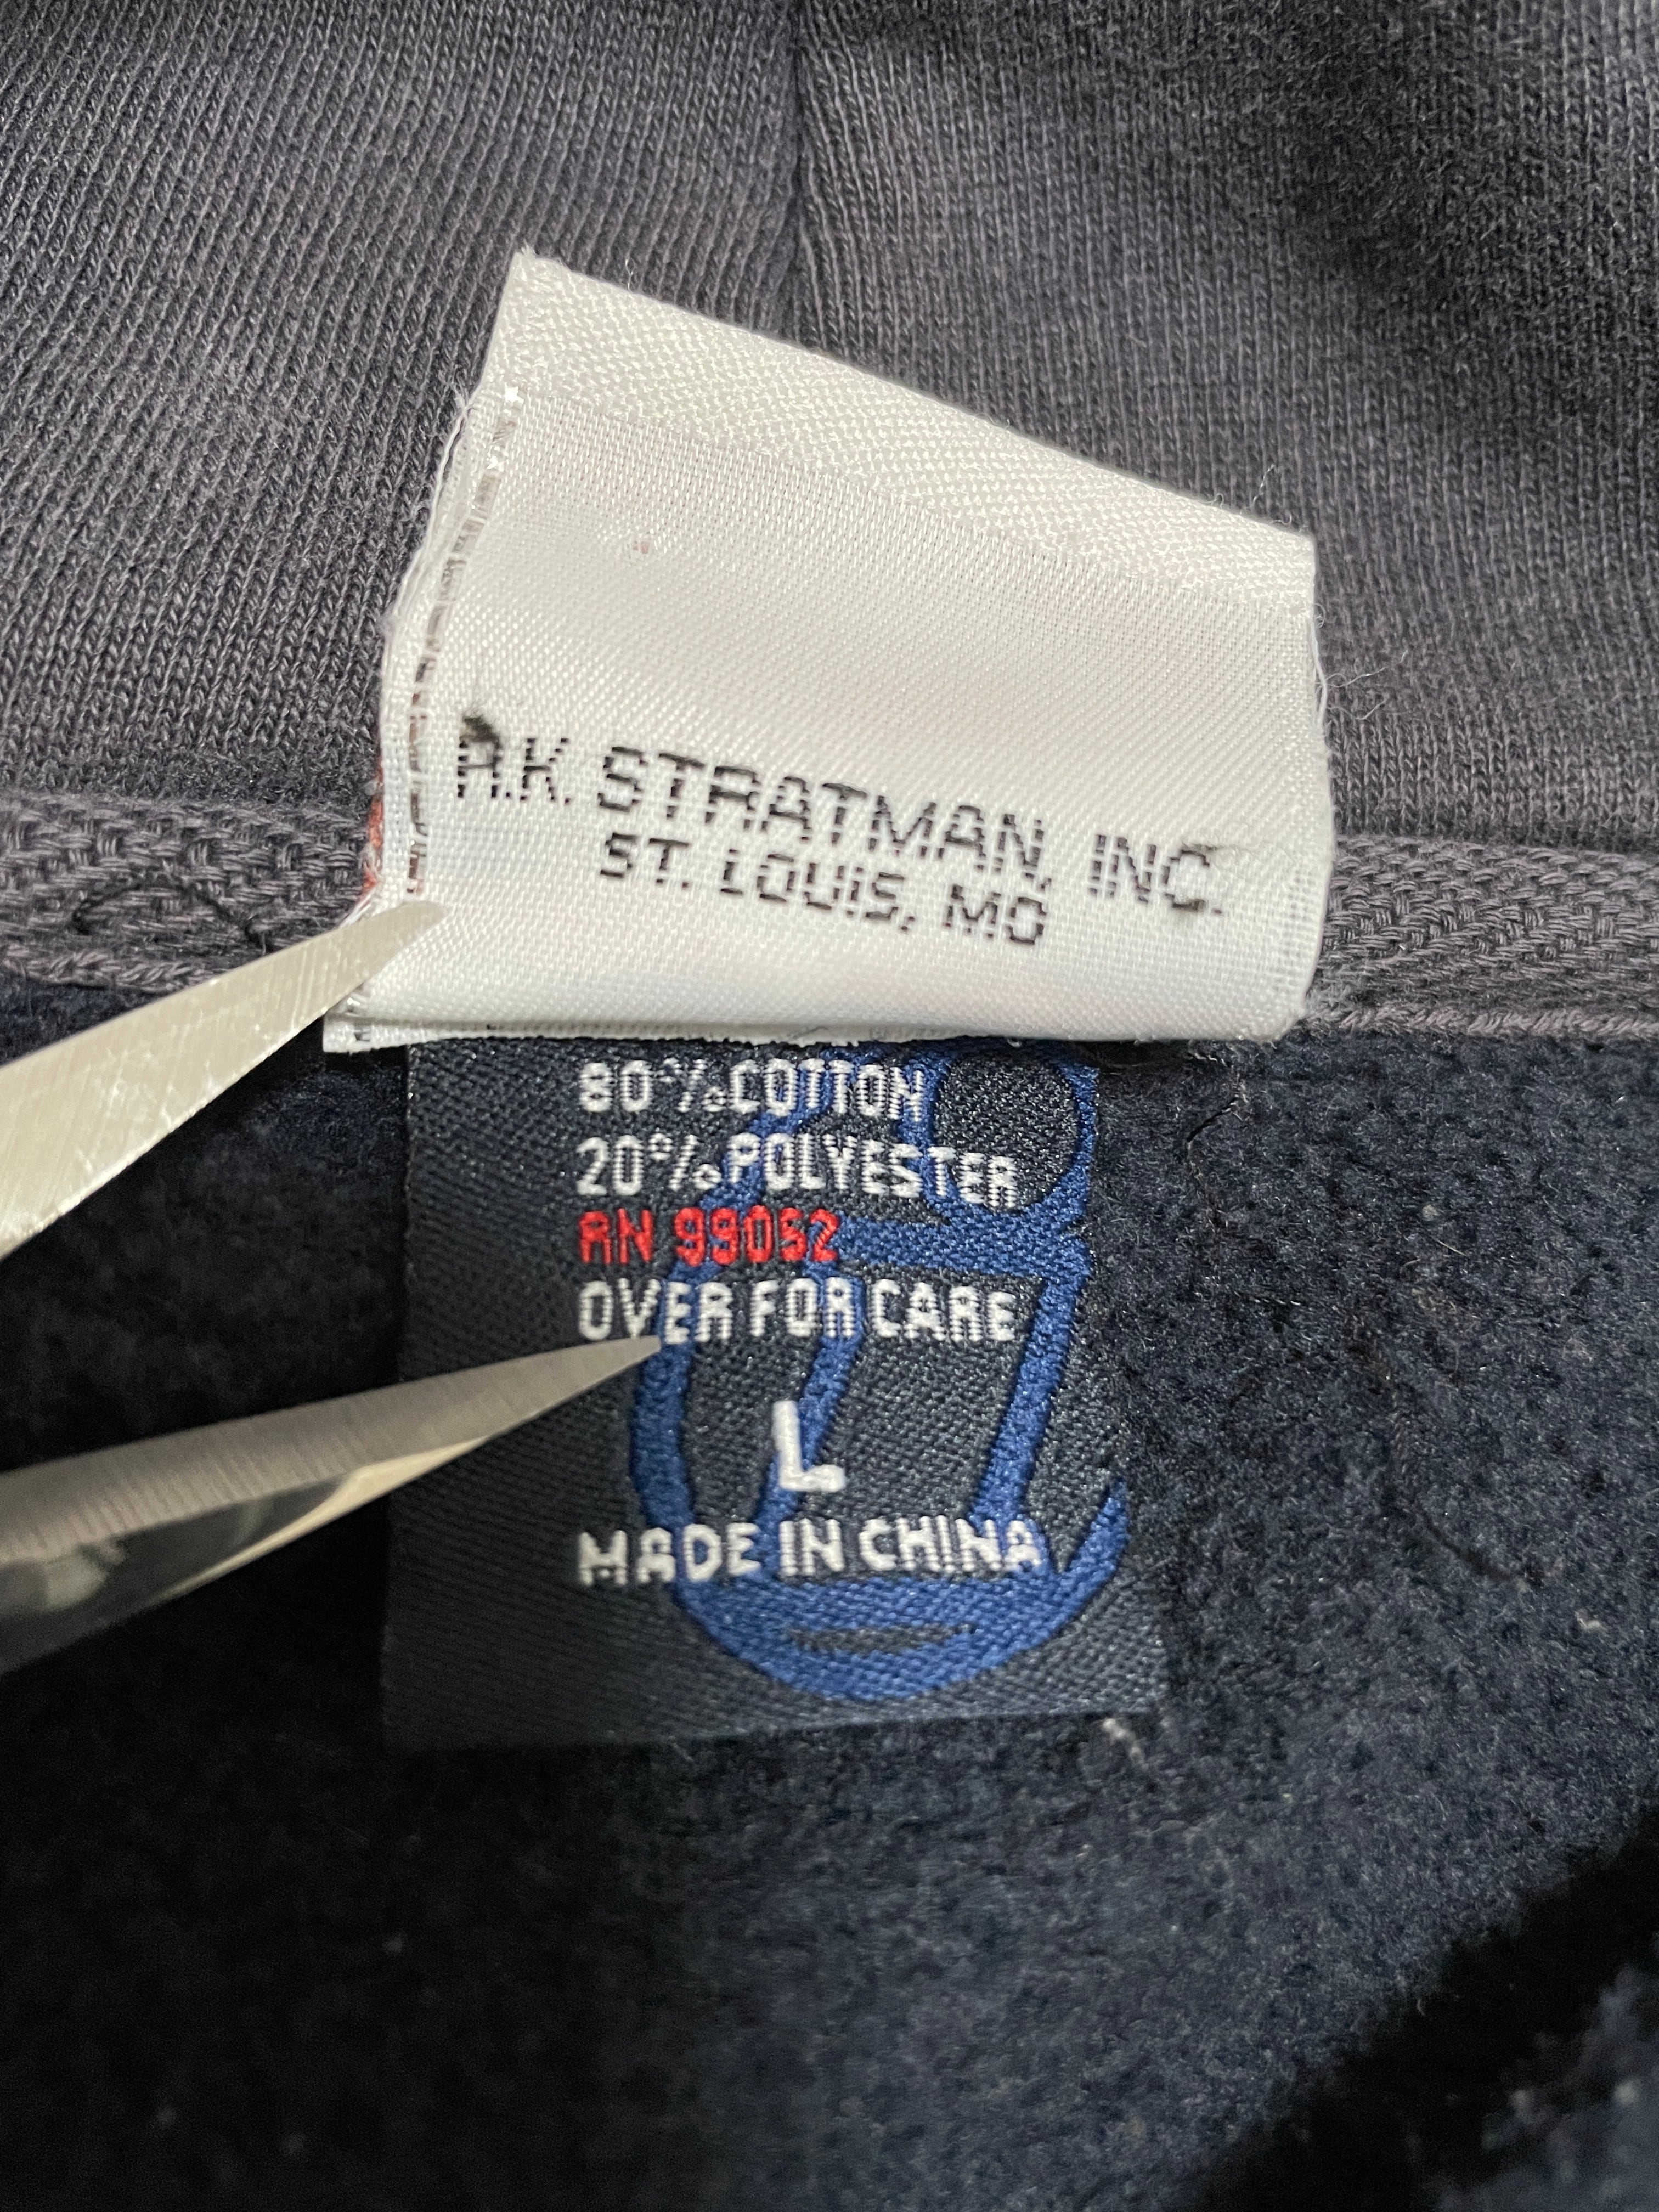 R.K. STRATMAN, INC.
ST. LOUIS, MO
80%COTTON
20%POLYESTER
RN 99052
OVER FOR CARE
L
MADE IN CHINA